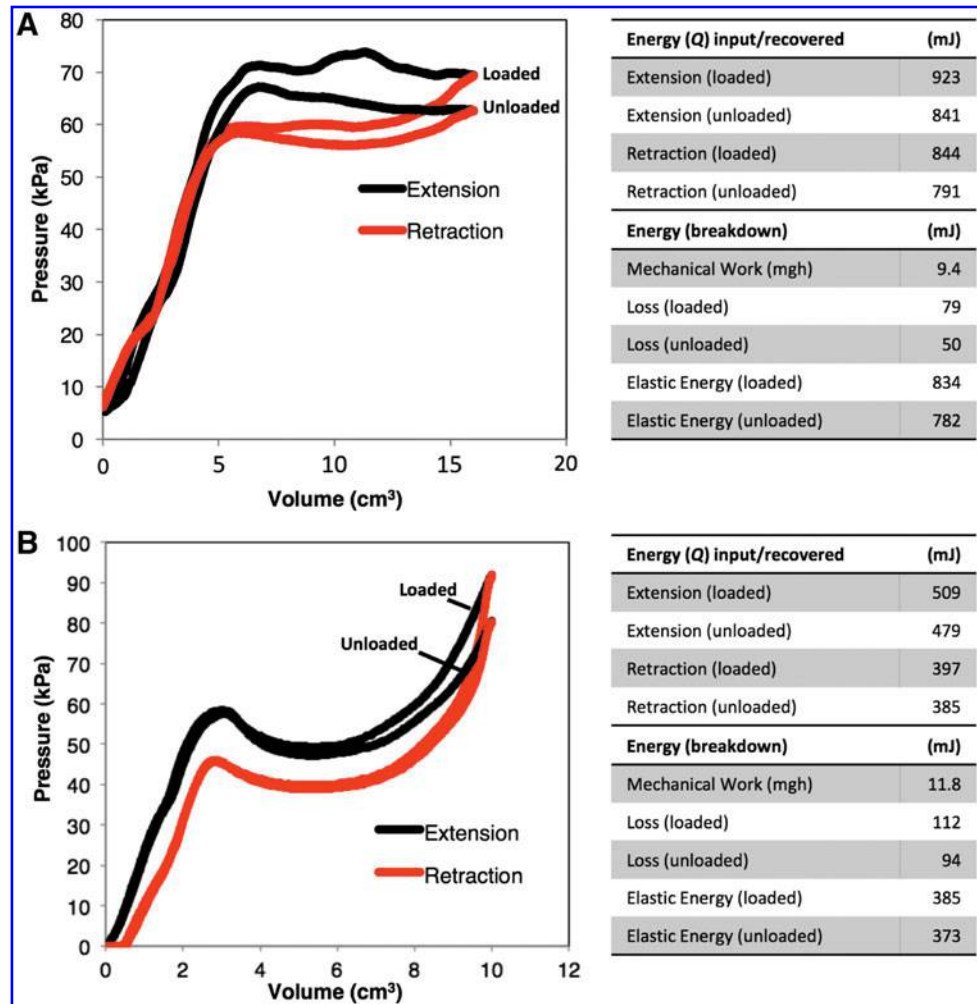 A
80
70
60
50
40
30
20
10
0
Pressure (kPa)
Loaded
Unloaded
Extension
Retraction
0 5 10 15 20
Volume (cm³)
Energy (Q) input/recovered (mJ)
Extension (loaded) 923
Extension (unloaded) 841
Retraction (loaded) 844
Retraction (unloaded) 791
Energy (breakdown) (mJ)
Mechanical Work (mgh) 9.4
Loss (loaded) 79
Loss (unloaded) 50
Elastic Energy (loaded) 834
Elastic Energy (unloaded) 782
B
100
90
80
70
60
50
40
30
20
10
0
Pressure (kPa)
Loaded
Unloaded
Extension
Retraction
0 2 4 6 8 10 12
Volume (cm³)
Energy (Q) input/recovered (mJ)
Extension (loaded) 509
Extension (unloaded) 479
Retraction (loaded) 397
Retraction (unloaded) 385
Energy (breakdown) (mJ)
Mechanical Work (mgh) 11.8
Loss (loaded) 112
Loss (unloaded) 94
Elastic Energy (loaded) 385
Elastic Energy (unloaded) 373